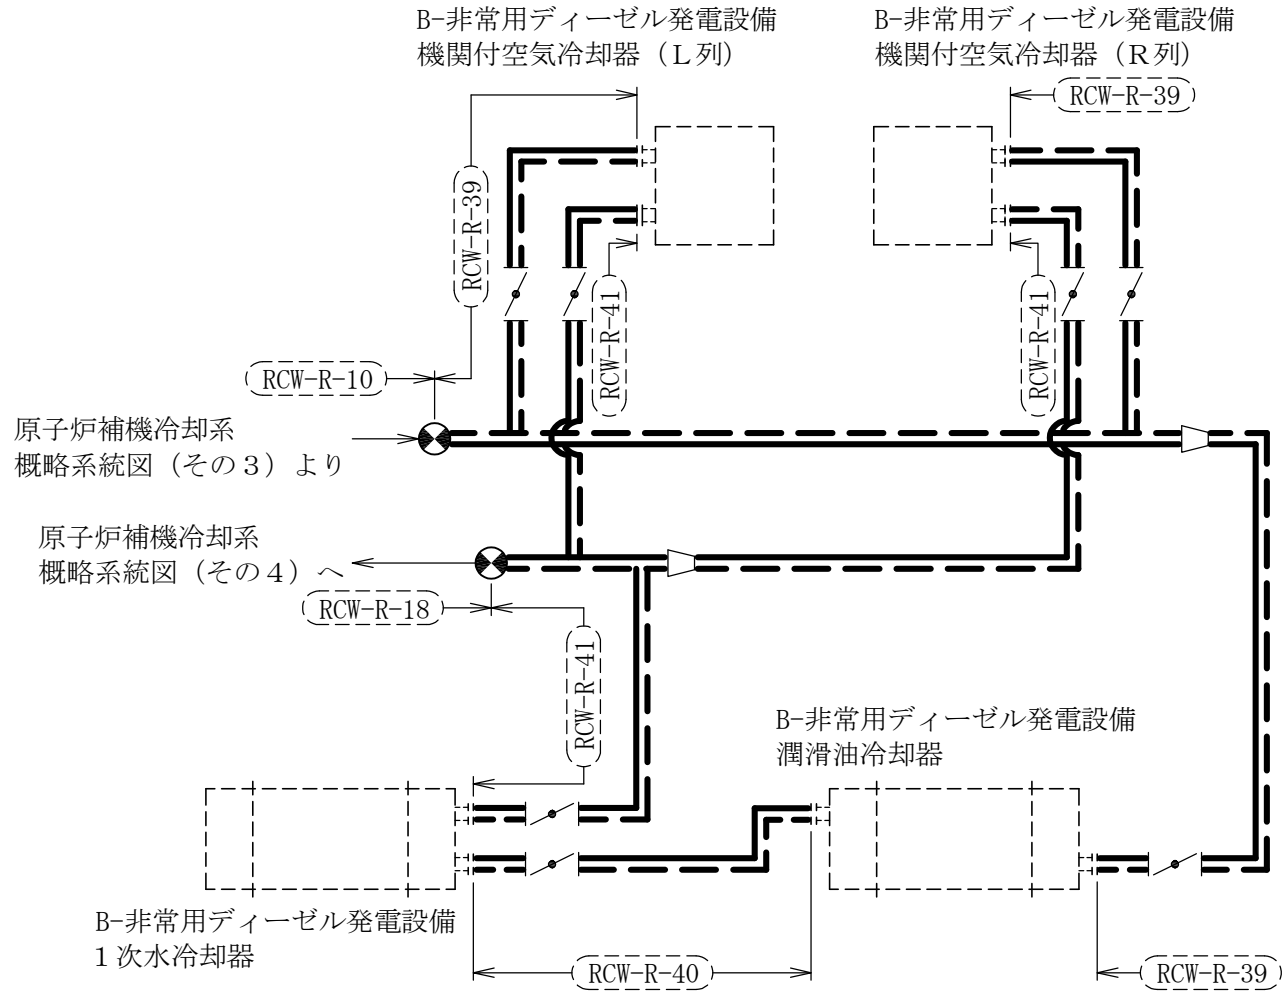 B-非常用ディーゼル発電設備
機関付空気冷却器（Ｌ列）
B-非常用ディーゼル発電設備
機関付空気冷却器（Ｒ列）
RCW-R-39
RCW-R-39
RCW-R-41
RCW-R-41
RCW-R-10
原子炉補機冷却系
概略系統図（その３）より
原子炉補機冷却系
概略系統図（その４）へ
RCW-R-18
RCW-R-41
B-非常用ディーゼル発電設備
潤滑油冷却器
B-非常用ディーゼル発電設備
１次水冷却器
RCW-R-40
RCW-R-39